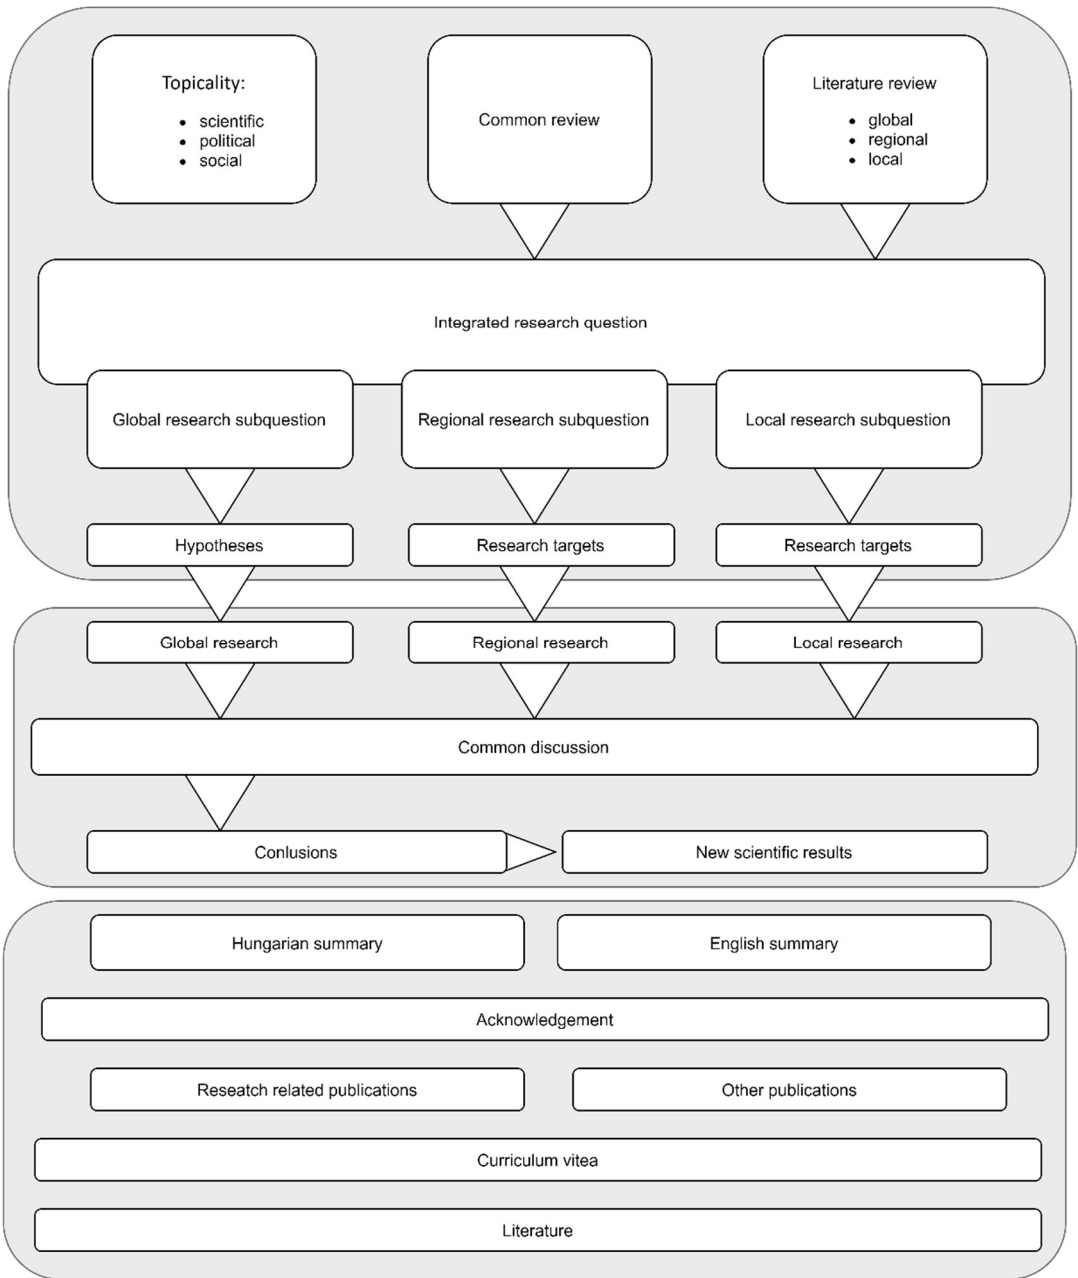 Topicality:
• scientific
• political
• social
Common review
Literature review
• global
• regional
• local
Integrated research question
Global research subquestion
Regional research subquestion
Local research subquestion
Hypotheses
Research targets
Research targets
Global research
Regional research
Local research
Common discussion
Conlusions
New scientific results
Hungarian summary
English summary
Acknowledgement
Reseatch related publications
Other publications
Curriculum vitea
Literature